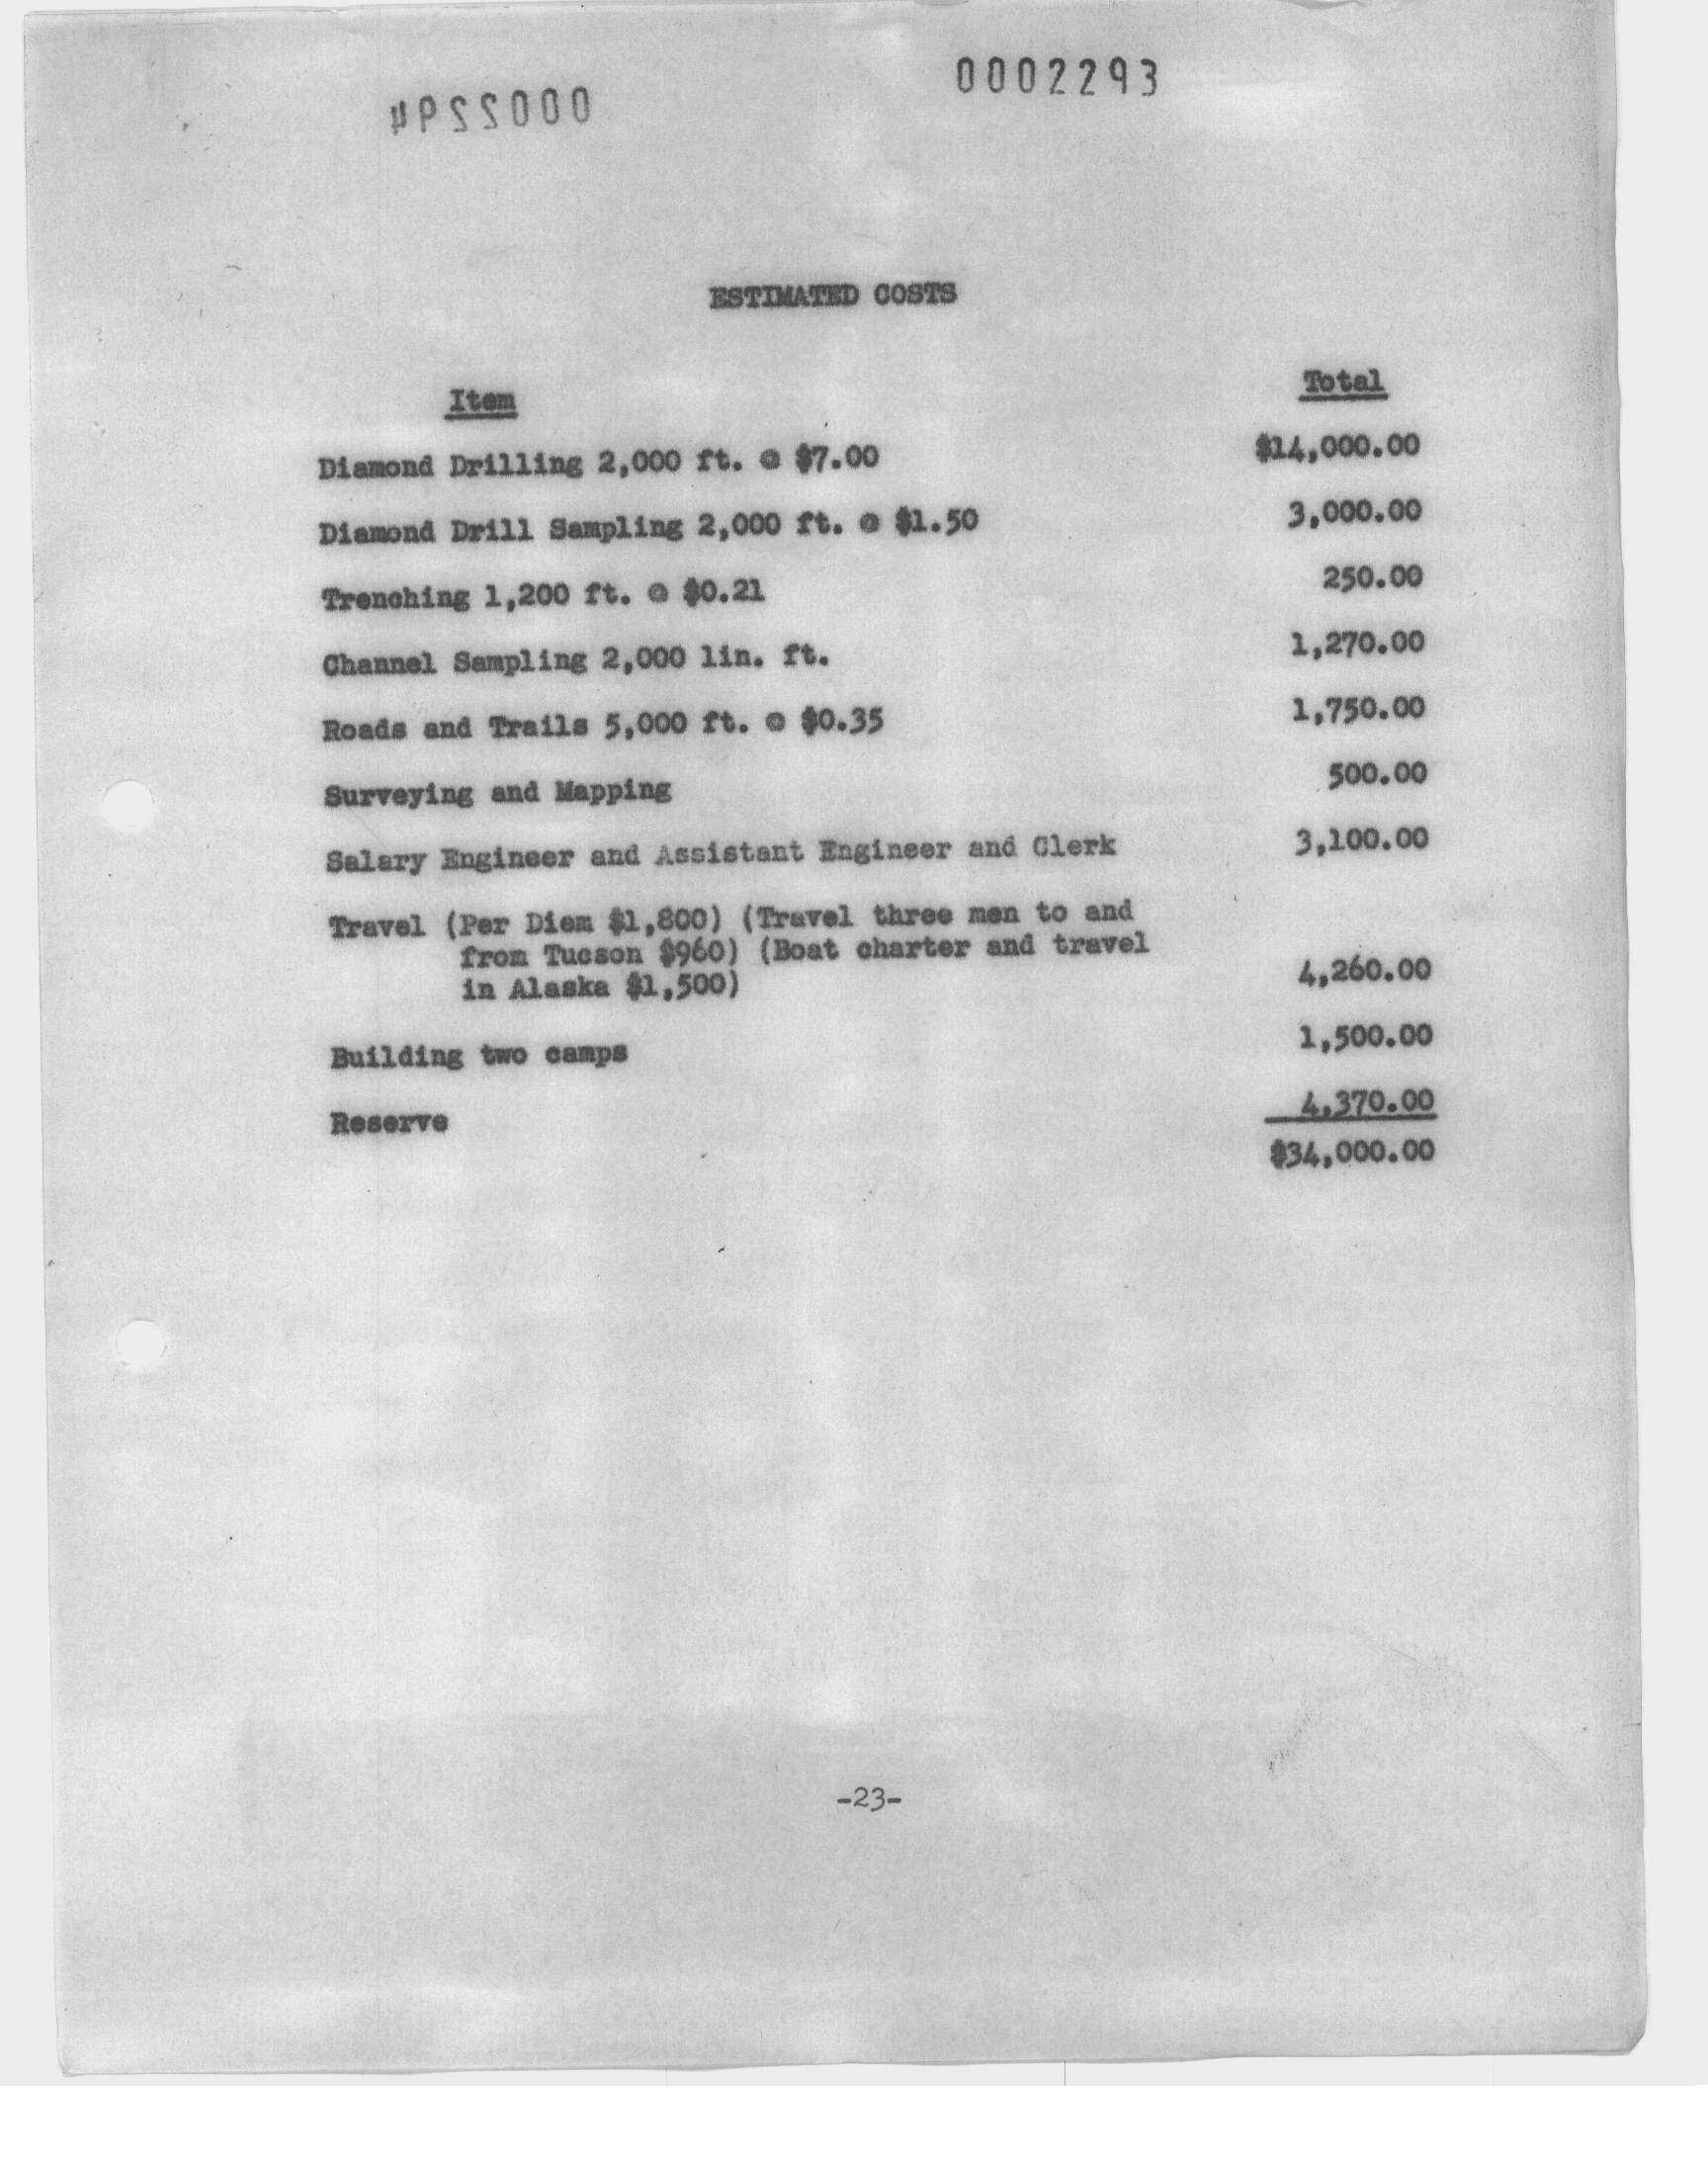 0002293
0002294
ESTIMATED COSTS
Item Total
Diamond Drilling 2,000 ft. @ $7.00 $14,000.00
Diamond Drill Sampling 2,000 ft. @ $1.50 3,000.00
Trenching 1,200 ft. @ $0.21 250.00
Channel Sampling 2,000 lin. ft. 1,270.00
Roads and Trails 5,000 ft. @ $0.35 1,750.00
Surveying and Mapping 500.00
Salary Engineer and Assistant Engineer and Clerk 3,100.00
Travel (Per Diem $1,800) (Travel three men to and
from Tucson $960) (Boat charter and travel
in Alaska $1,500) 4,260.00
Building two camps 1,500.00
Reserve 4,370.00
$34,000.00
-23-